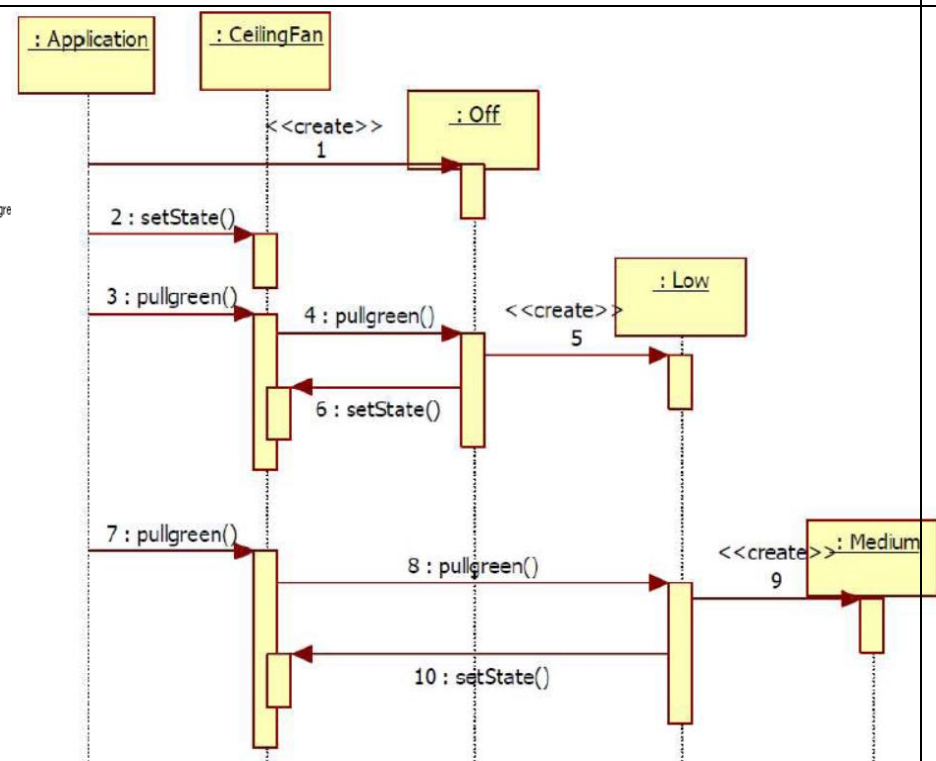 : Application
: CeilingFan
: Off
<<create>>
1
gre
2 : setState()
3 : pullgreen()
: Low
4 : pullgreen()
<<create>>
5
6 : setState()
7 : pullgreen()
: Medium
<<create>>
8 : pullgreen()
9
10 : setState()